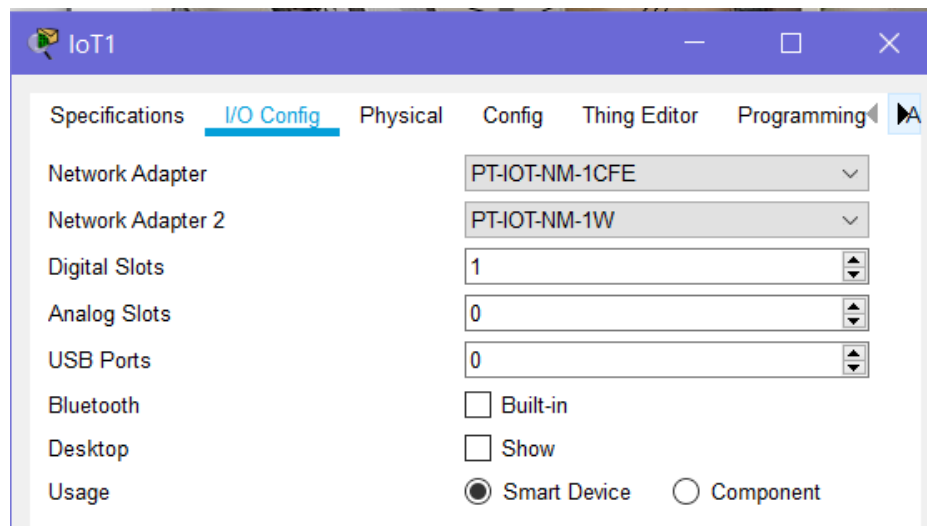 IoT1
Specifications I/O Config Physical Config Thing Editor Programming A
Network Adapter PT-IOT-NM-1CFE
Network Adapter 2 PT-IOT-NM-1W
Digital Slots 1
Analog Slots 0
USB Ports 0
Bluetooth Built-in
Desktop Show
Usage Smart Device Component